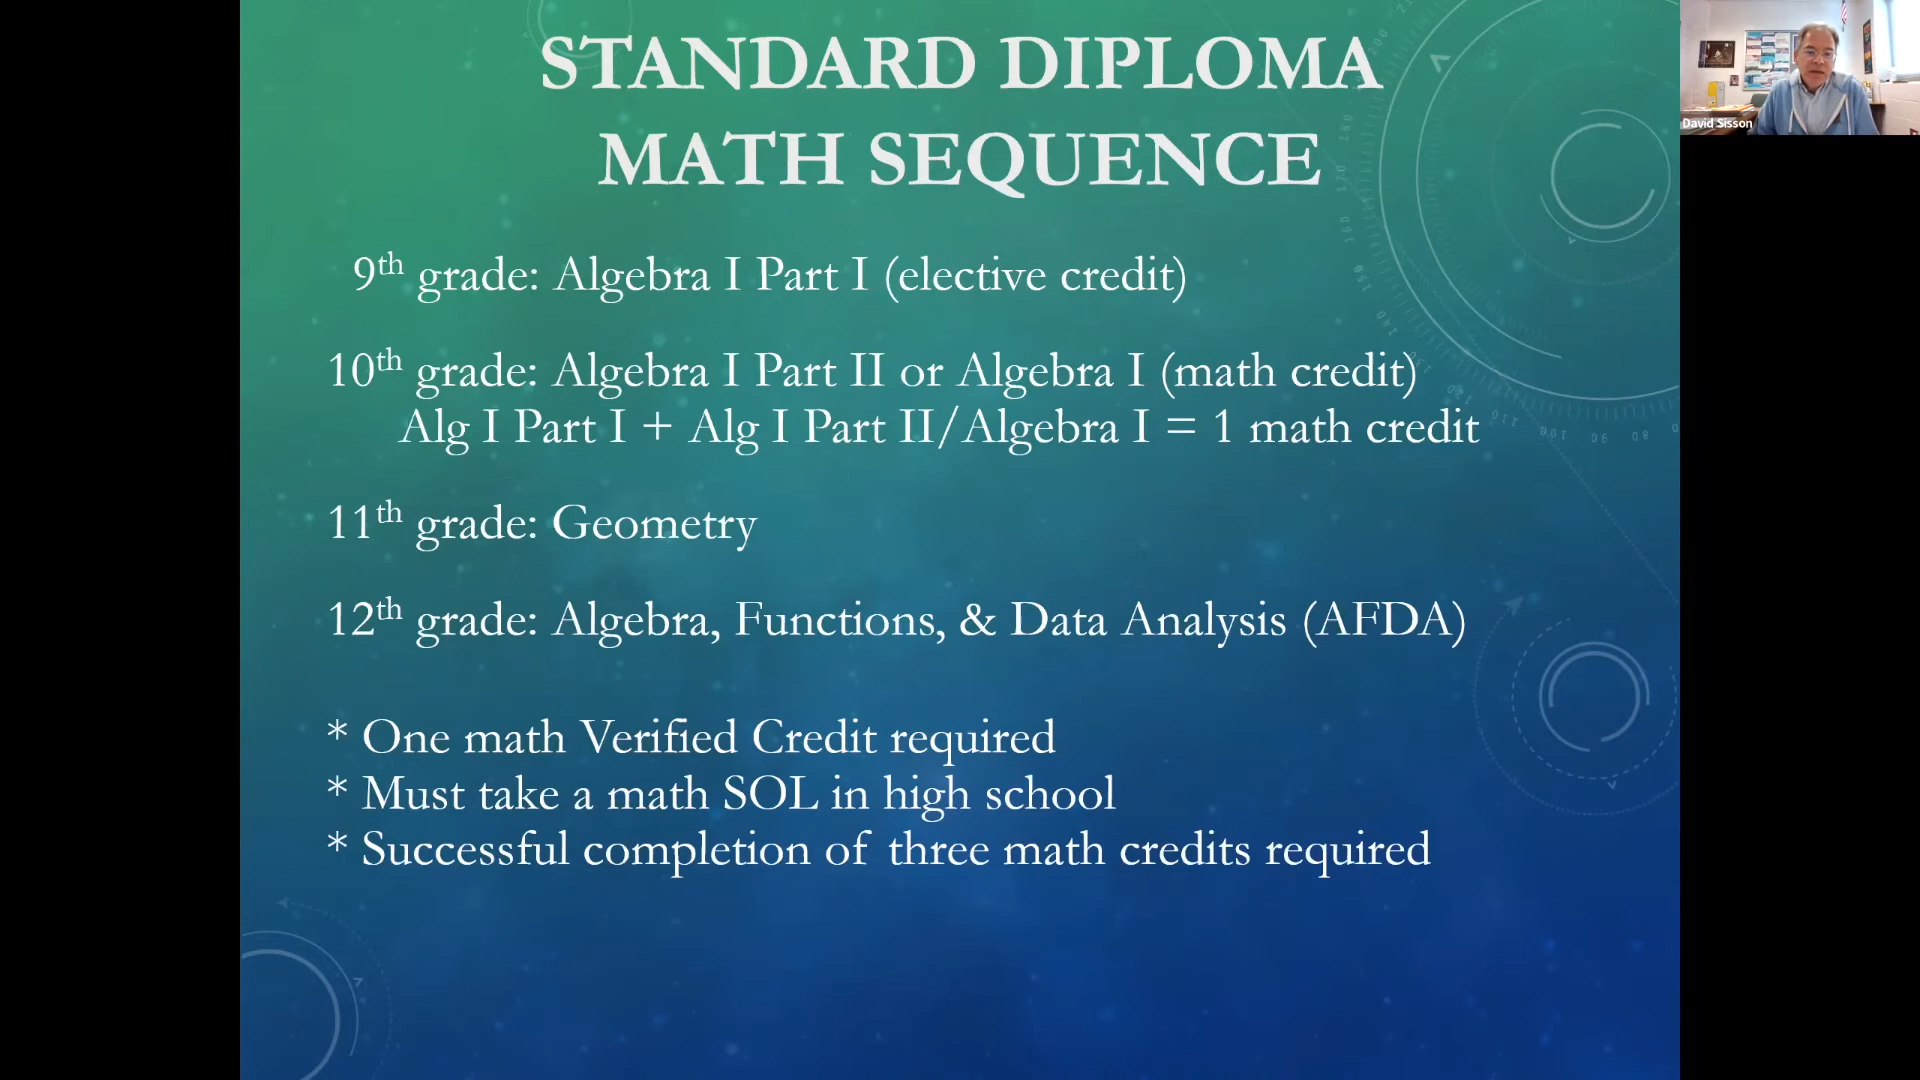 STANDARD DIPLOMA
MATH SEQUENCE
9th grade: Algebra I Part I (elective credit)
10th grade: Algebra I Part II or Algebra I (math credit)
Alg I Part I + Alg I Part II/Algebra I = 1 math credit
11th grade: Geometry
12th grade: Algebra, Functions, & Data Analysis (AFDA)
* One math Verified Credit required
* Must take a math SOL in high school
* Successful completion of three math credits required
David Sisson